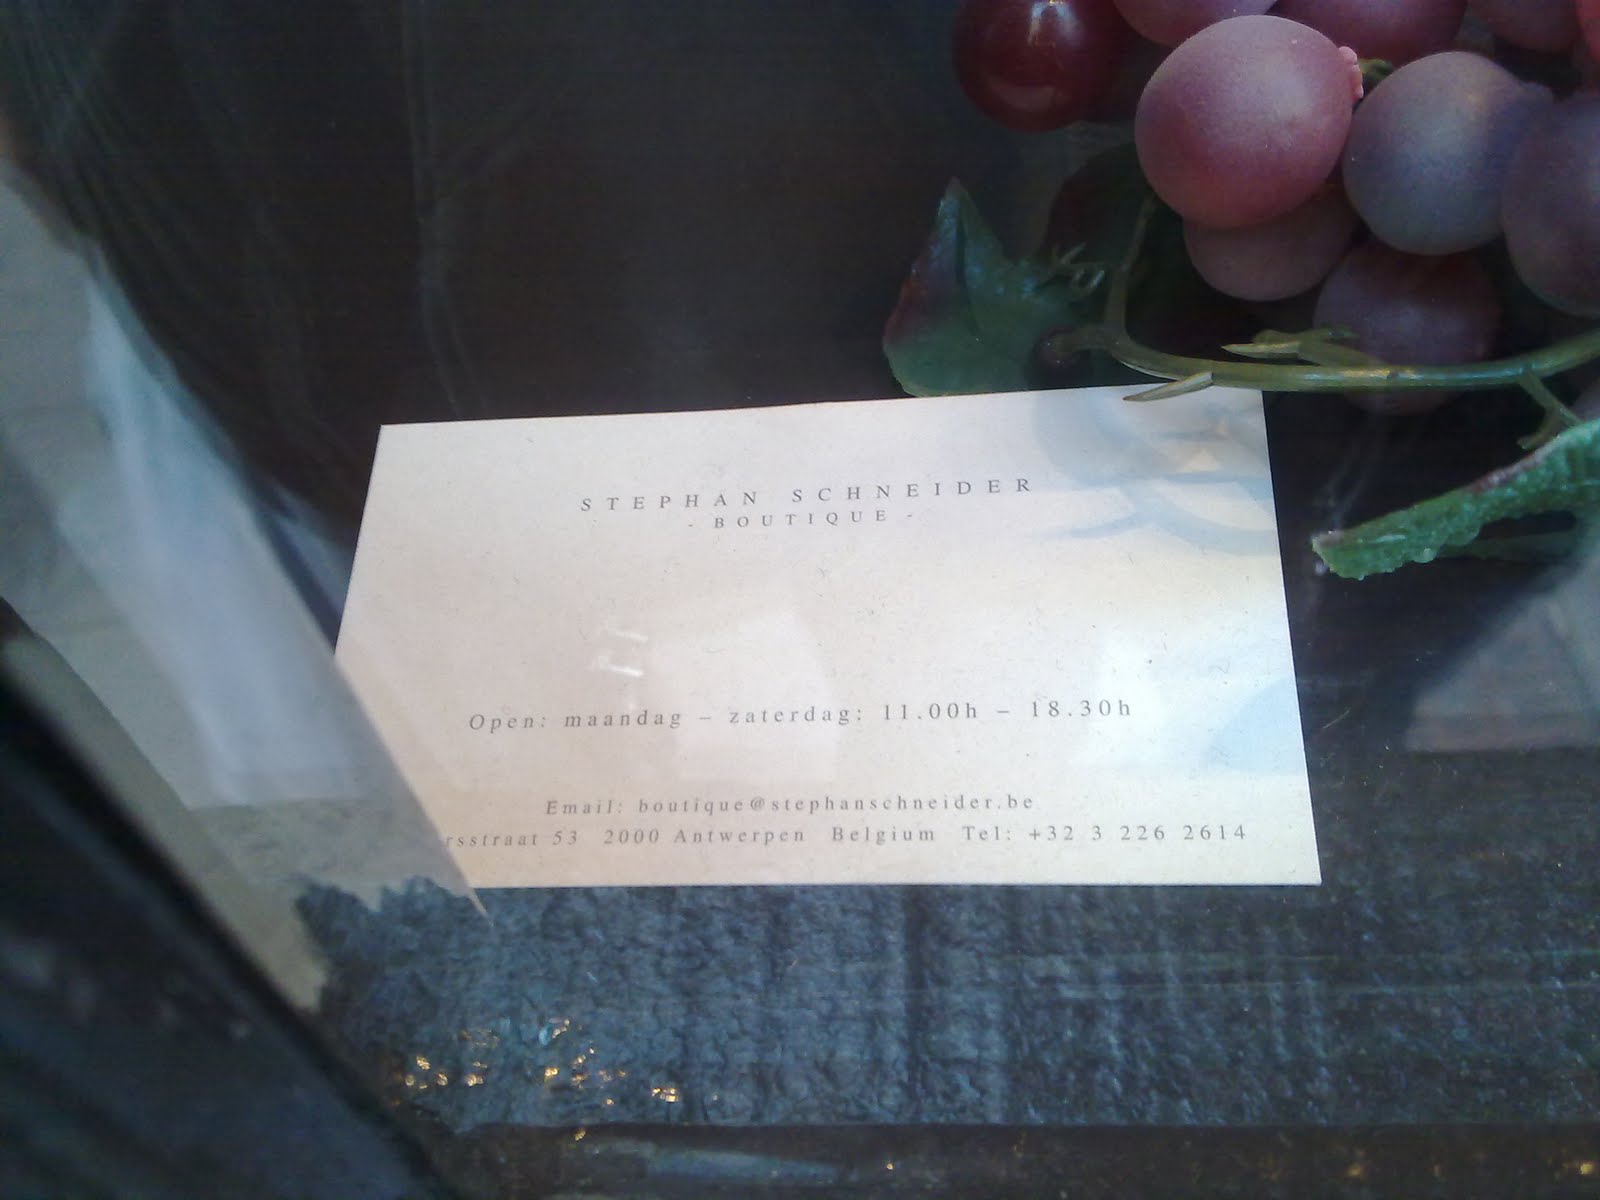 STEPHAN SCHNEIDER
- BOUTIQUE -
Open: maandag – zaterdag: 11.00h – 18.30h
Email: boutique@stephanschneider.be
rsstraat 53 2000 Antwerpen Belgium Tel: +32 3 226 2614